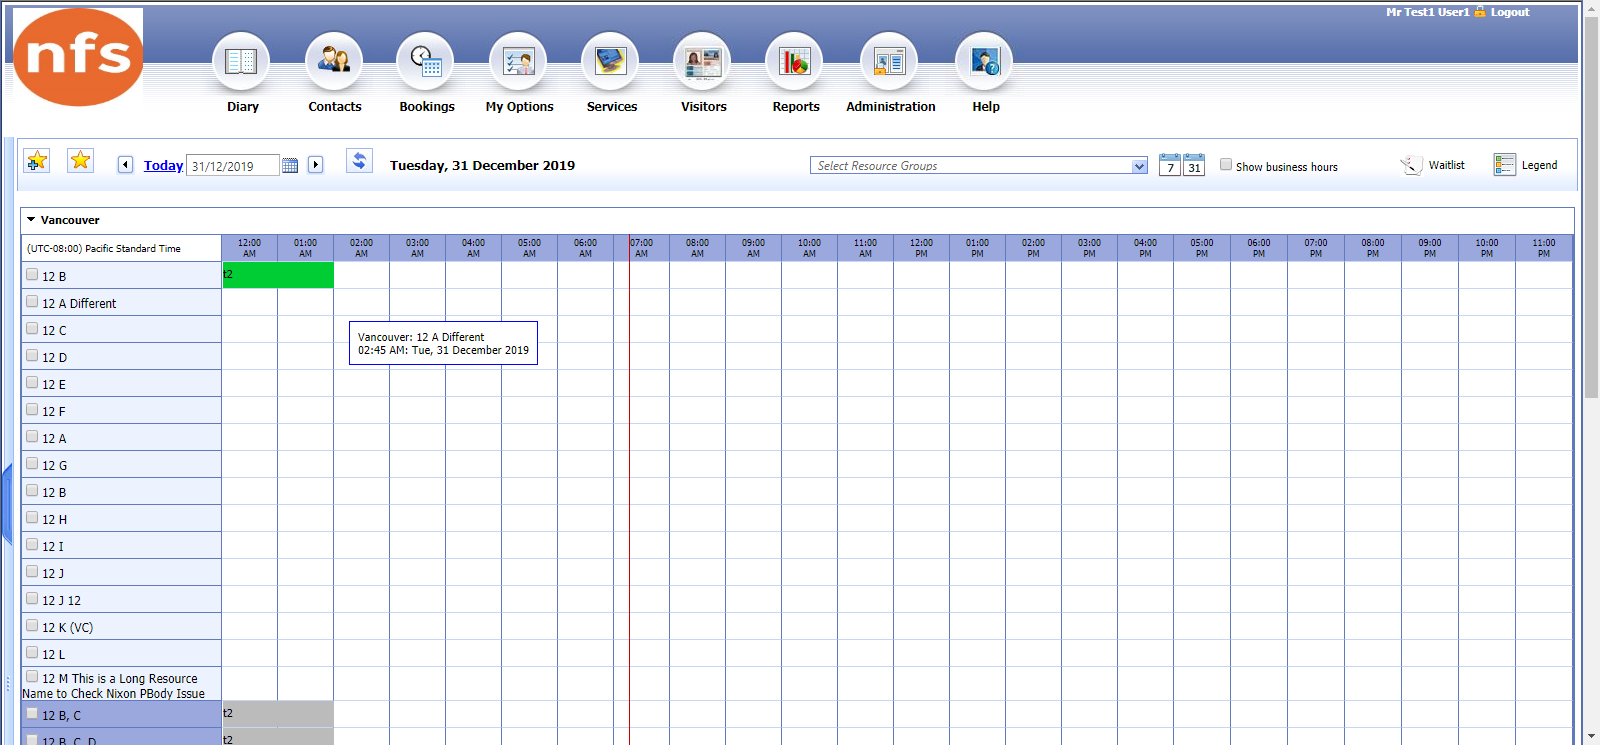 Mr Test1 User1 Logout
nfs
Diary Contacts Bookings My Options Services Visitors Reports Administration Help
Today 31/12/2019 Tuesday, 31 December 2019 Select Resource Groups 7 31 Show business hours Waitlist Legend
Vancouver
(UTC-08:00) Pacific Standard Time 12:00 AM 01:00 AM 02:00 AM 03:00 AM 04:00 AM 05:00 AM 06:00 AM 07:00 AM 08:00 AM 09:00 AM 10:00 AM 11:00 AM 12:00 PM 01:00 PM 02:00 PM 03:00 PM 04:00 PM 05:00 PM 06:00 PM 07:00 PM 08:00 PM 09:00 PM 10:00 PM 11:00 PM
12 B t2
12 A Different
12 C
Vancouver: 12 A Different
02:45 AM: Tue, 31 December 2019
12 D
12 E
12 F
12 A
12 G
12 B
12 H
12 I
12 J
12 J 12
12 K (VC)
12 L
12 M This is a Long Resource
Name to Check Nixon PBody Issue
12 B, C t2
12 B, C, D t2